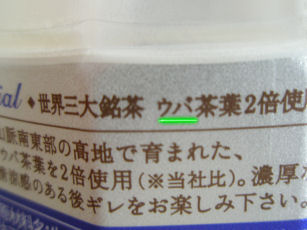 ial ◆世界三大銘茶 ウバ茶葉2倍使用
脈南東部の高地で育まれた、
ウバ茶葉を2倍使用(※当社比)。濃厚な
感のある後ギレをお楽しみ下さい。